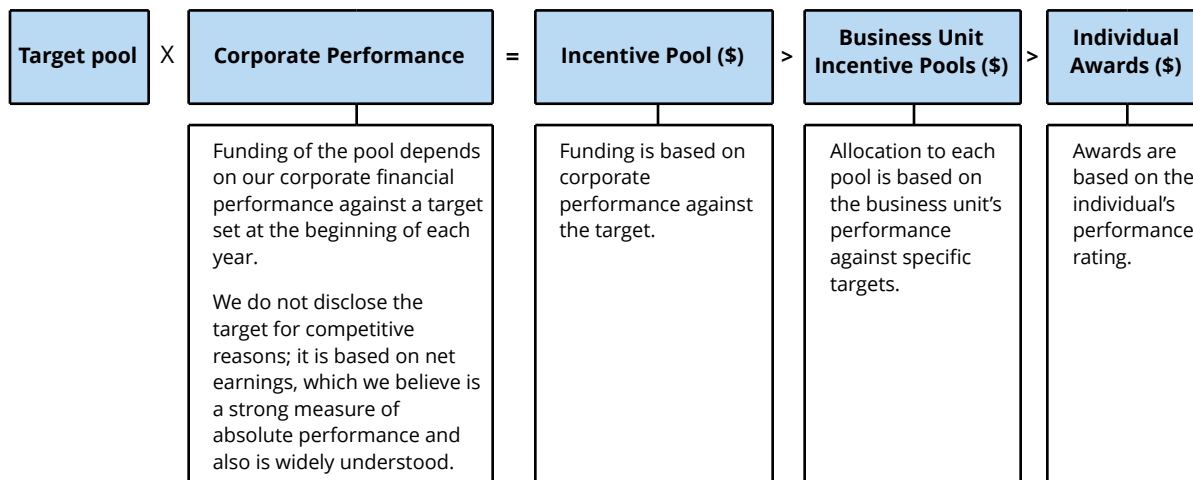 Target pool
X
Corporate Performance
=
Incentive Pool ($)
>
Business Unit
Incentive Pools ($)
>
Individual
Awards ($)
Funding of the pool depends
on our corporate financial
performance against a target
set at the beginning of each
year.
We do not disclose the
target for competitive
reasons; it is based on net
earnings, which we believe is
a strong measure of
absolute performance and
also is widely understood.
Funding is based on
corporate
performance against
the target.
Allocation to each
pool is based on
the business unit’s
performance
against specific
targets.
Awards are
based on the
individual’s
performance
rating.